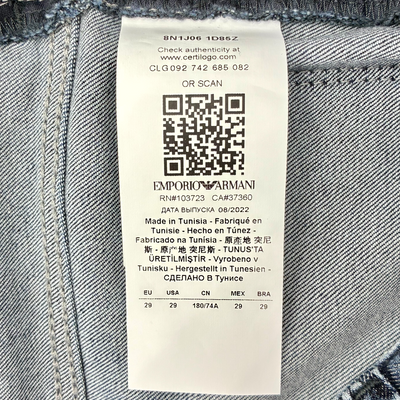 8N1J06 1D85Z
Check authenticity at
www.certilogo.com
CLG 092 742 685 082
OR SCAN
EMPORIO ARMANI
RN#103723 CA#37360
ДАТА ВЫПУСКА 08/2022
Made in Tunisia - Fabriqué en
Tunisie - Hecho en Túnez -
Fabricado na Tunísia - 原產地 突尼
斯 - 原产地 突尼斯 - TUNUS'TA
ÜRETİLMİŞTİR - Vyrobeno v
Tunisku - Hergestellt in Tunesien -
СДЕЛАНО В Тунисе
EU USA CN MEX BRA
29 29 180/74A 29 29